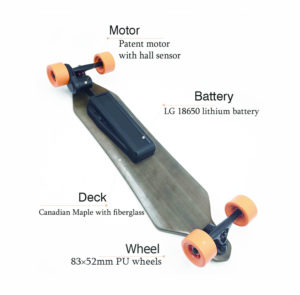 Motor
Patent motor
with hall sensor
Battery
LG 18650 lithium battery
Deck
Canadian Maple with fiberglass
Wheel
83×52mm PU wheels